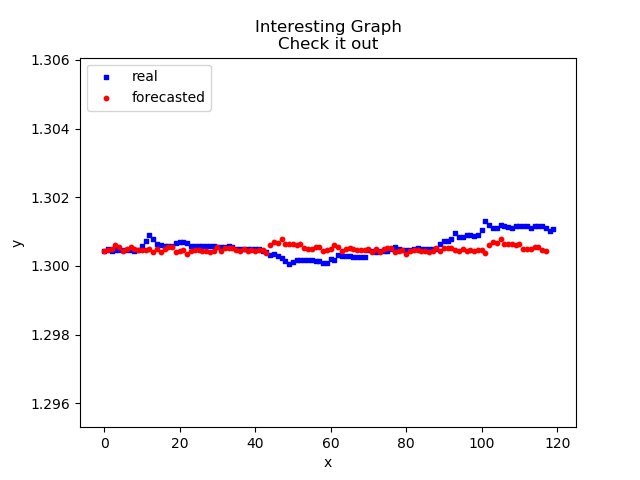 Interesting Graph
Check it out
1.306
1.304
1.302
1.300
1.298
1.296
y
real
forecasted
0 20 40 60 80 100 120
x